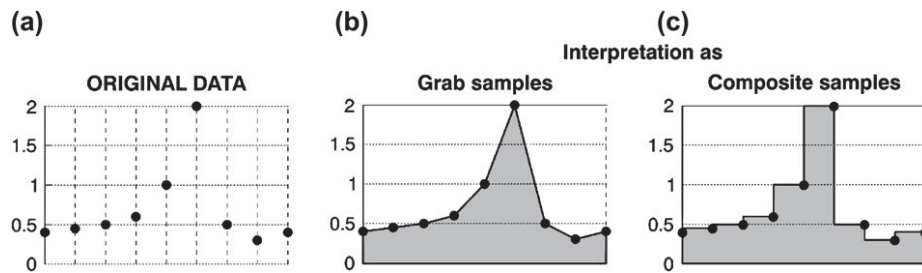 (a)
(b)
(c)
Interpretation as
ORIGINAL DATA
Grab samples
Composite samples
2
1.5
1
0.5
0
2
1.5
1
0.5
0
2
1.5
1
0.5
0